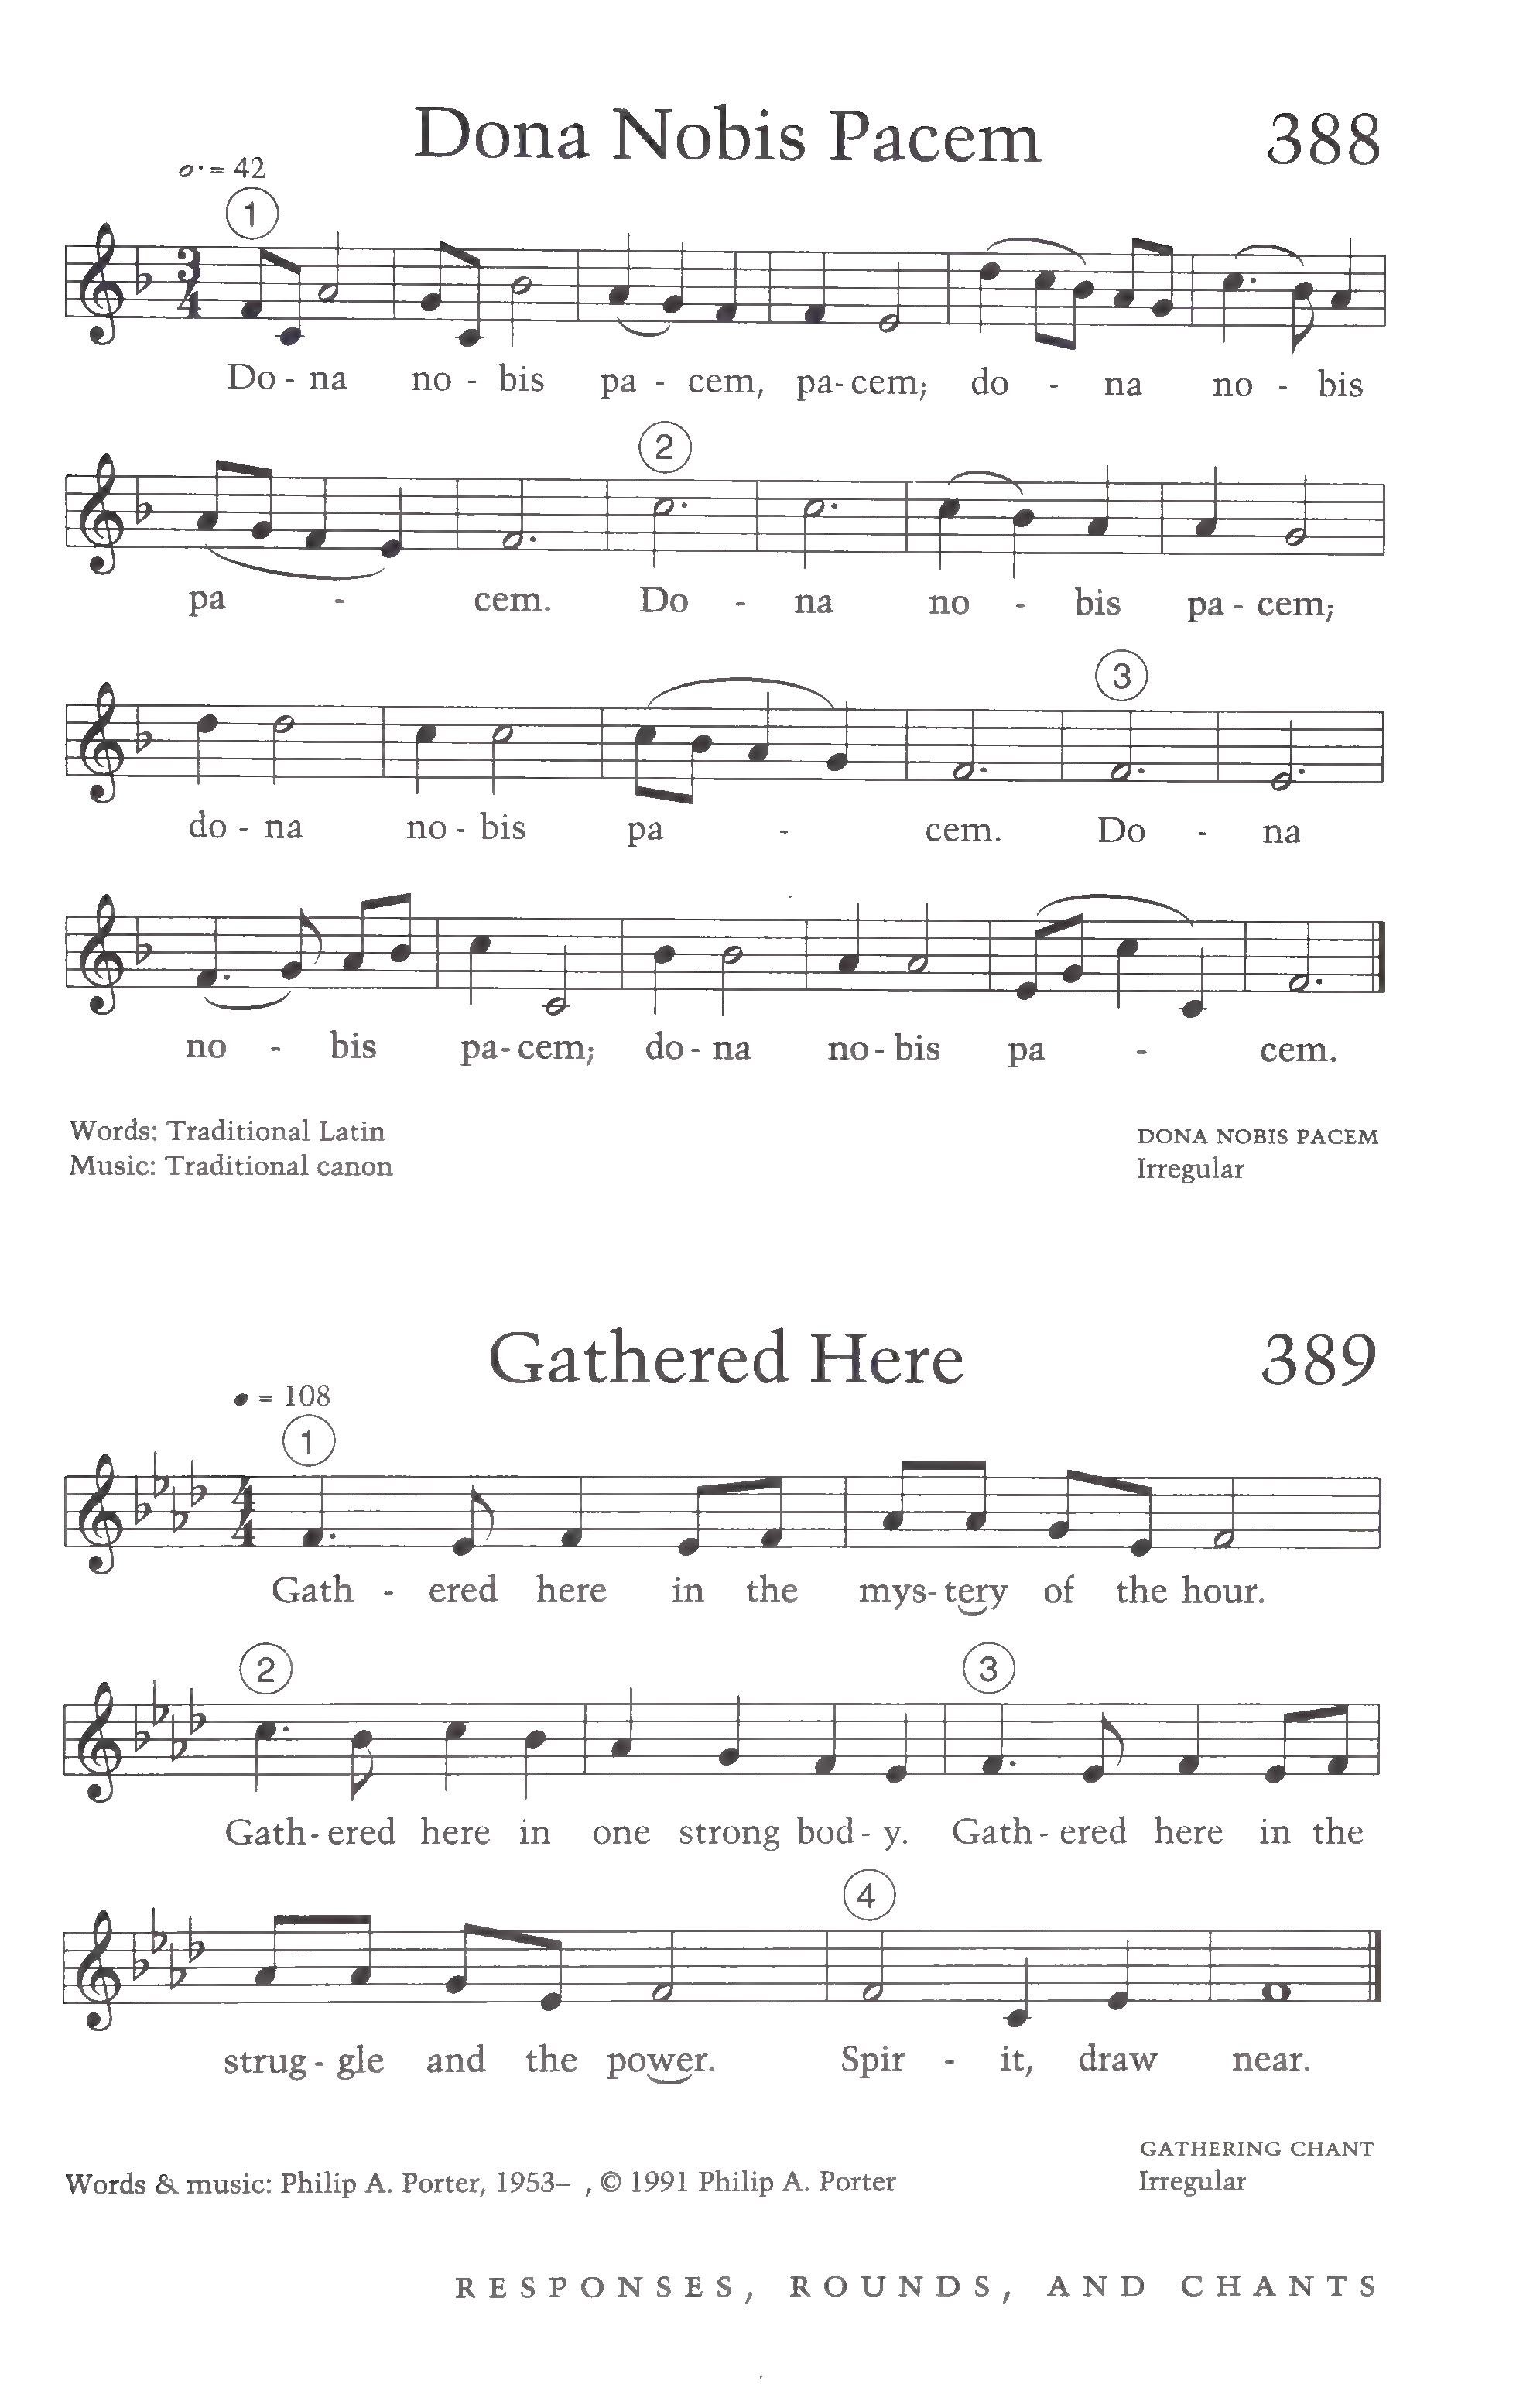 Dona Nobis Pacem 388
𝅗𝅥. = 42
1
3
4
Do - na no - bis pa - cem, pa-cem; do - na no - bis
2
pa - cem. Do - na no - bis pa - cem;
3
do - na no - bis pa - cem. Do - na
no - bis pa-cem; do - na no - bis pa - cem.
Words: Traditional Latin
Music: Traditional canon
DONA NOBIS PACEM
Irregular
Gathered Here 389
♩ = 108
1
4
4
Gath - ered here in the mys-tery of the hour.
2 3
Gath-ered here in one strong bod - y. Gath-ered here in the
4
strug-gle and the power. Spir - it, draw near.
GATHERING CHANT
Words & music: Philip A. Porter, 1953– , © 1991 Philip A. Porter
Irregular
RESPONSES, ROUNDS, AND CHANTS